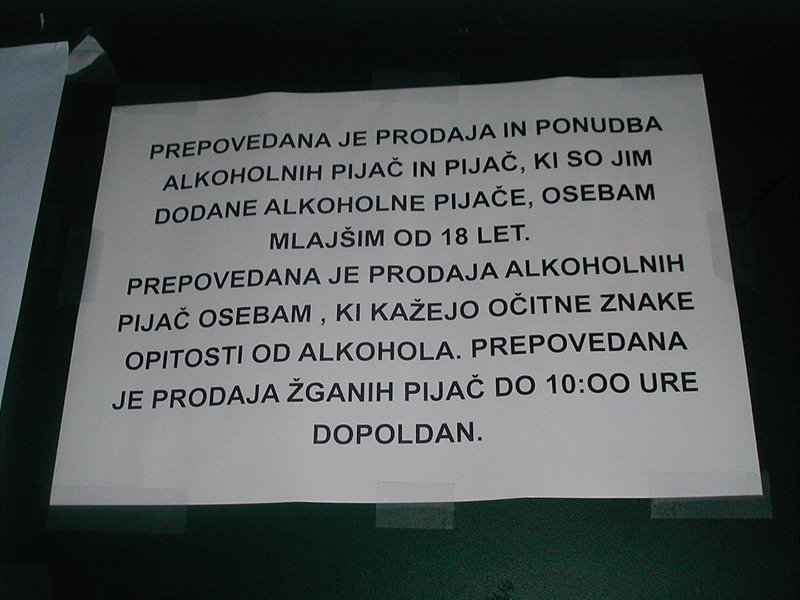 PREPOVEDANA JE PRODAJA IN PONUDBA
ALKOHOLNIH PIJAČ IN PIJAČ, KI SO JIM
DODANE ALKOHOLNE PIJAČE, OSEBAM
MLAJŠIM OD 18 LET.
PREPOVEDANA JE PRODAJA ALKOHOLNIH
PIJAČ OSEBAM , KI KAŽEJO OČITNE ZNAKE
OPITOSTI OD ALKOHOLA. PREPOVEDANA
JE PRODAJA ŽGANIH PIJAČ DO 10:OO URE
DOPOLDAN.